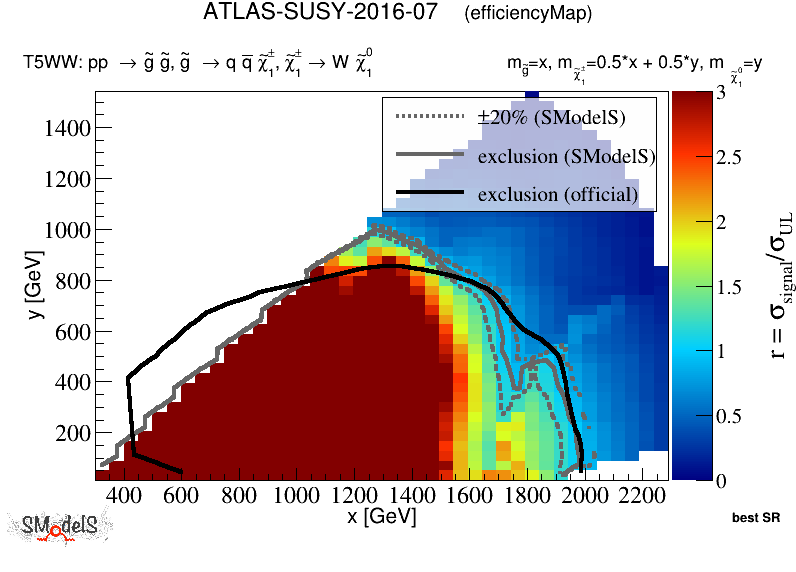 ATLAS-SUSY-2016-07 (efficiencyMap)
T5WW: pp → g̃ g̃, g̃ → q q̅ χ̃₁±, χ̃₁± → W χ̃₁⁰
m_g̃=x, m_χ̃₁±=0.5*x + 0.5*y, m_χ̃₁⁰=y
±20% (SModelS)
exclusion (SModelS)
exclusion (official)
1400
1200
1000
800
600
400
200
y [GeV]
400 600 800 1000 1200 1400 1600 1800 2000 2200
x [GeV]
3
2.5
2
1.5
1
0.5
0
r = σ_signal/σ_UL
SModelS
best SR